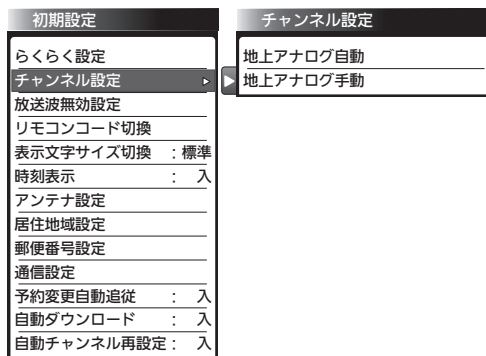 初期設定
らくらく設定
チャンネル設定
放送波無効設定
リモコンコード切換
表示文字サイズ切換 : 標準
時刻表示 : 入
アンテナ設定
居住地域設定
郵便番号設定
通信設定
予約変更自動追従 : 入
自動ダウンロード : 入
自動チャンネル再設定 : 入
チャンネル設定
地上アナログ自動
地上アナログ手動